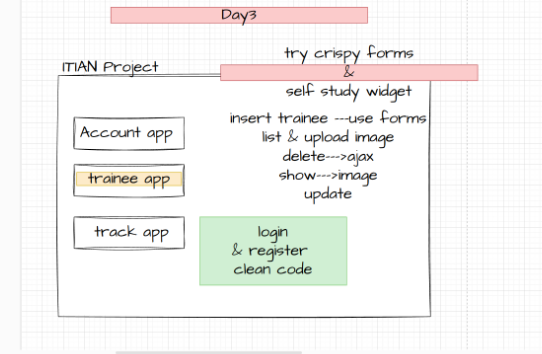 Day3
try crispy forms
ITIAN Project
&
self study widget
insert trainee ---use forms
Account app
list & upload image
delete--->ajax
trainee app
show--->image
update
track app
login
& register
clean code